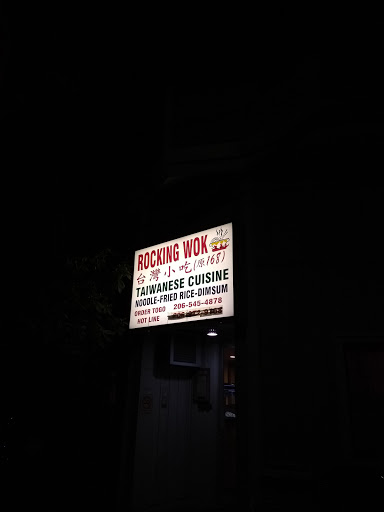 ROCKING WOK
台灣小吃(原168)
TAIWANESE CUISINE
NOODLE-FRIED RICE-DIMSUM
ORDER TOGO 206-545-4878
HOT LINE